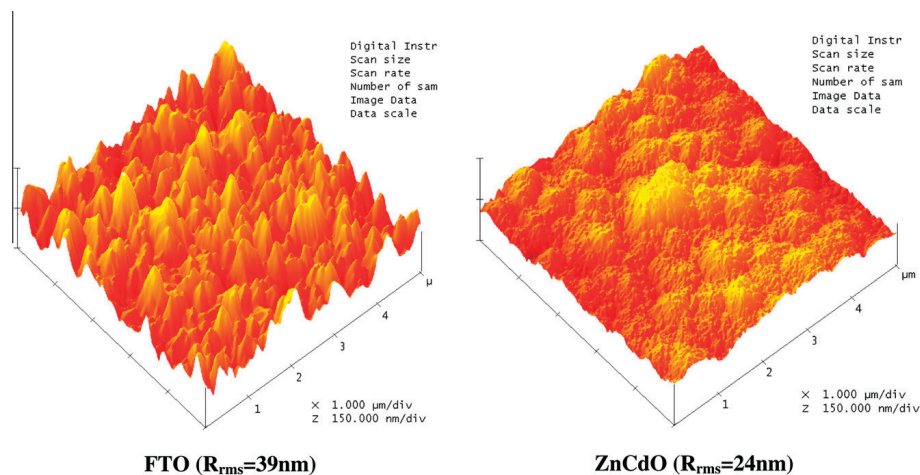 Digital Instr
Scan size
Scan rate
Number of sam
Image Data
Data scale
μ
4
3
2
1
X 1.000 μm/div
Z 150.000 nm/div
FTO (Rrms=39nm)
Digital Instr
Scan size
Scan rate
Number of sam
Image Data
Data scale
μm
4
3
2
1
X 1.000 μm/div
Z 150.000 nm/div
ZnCdO (Rrms=24nm)